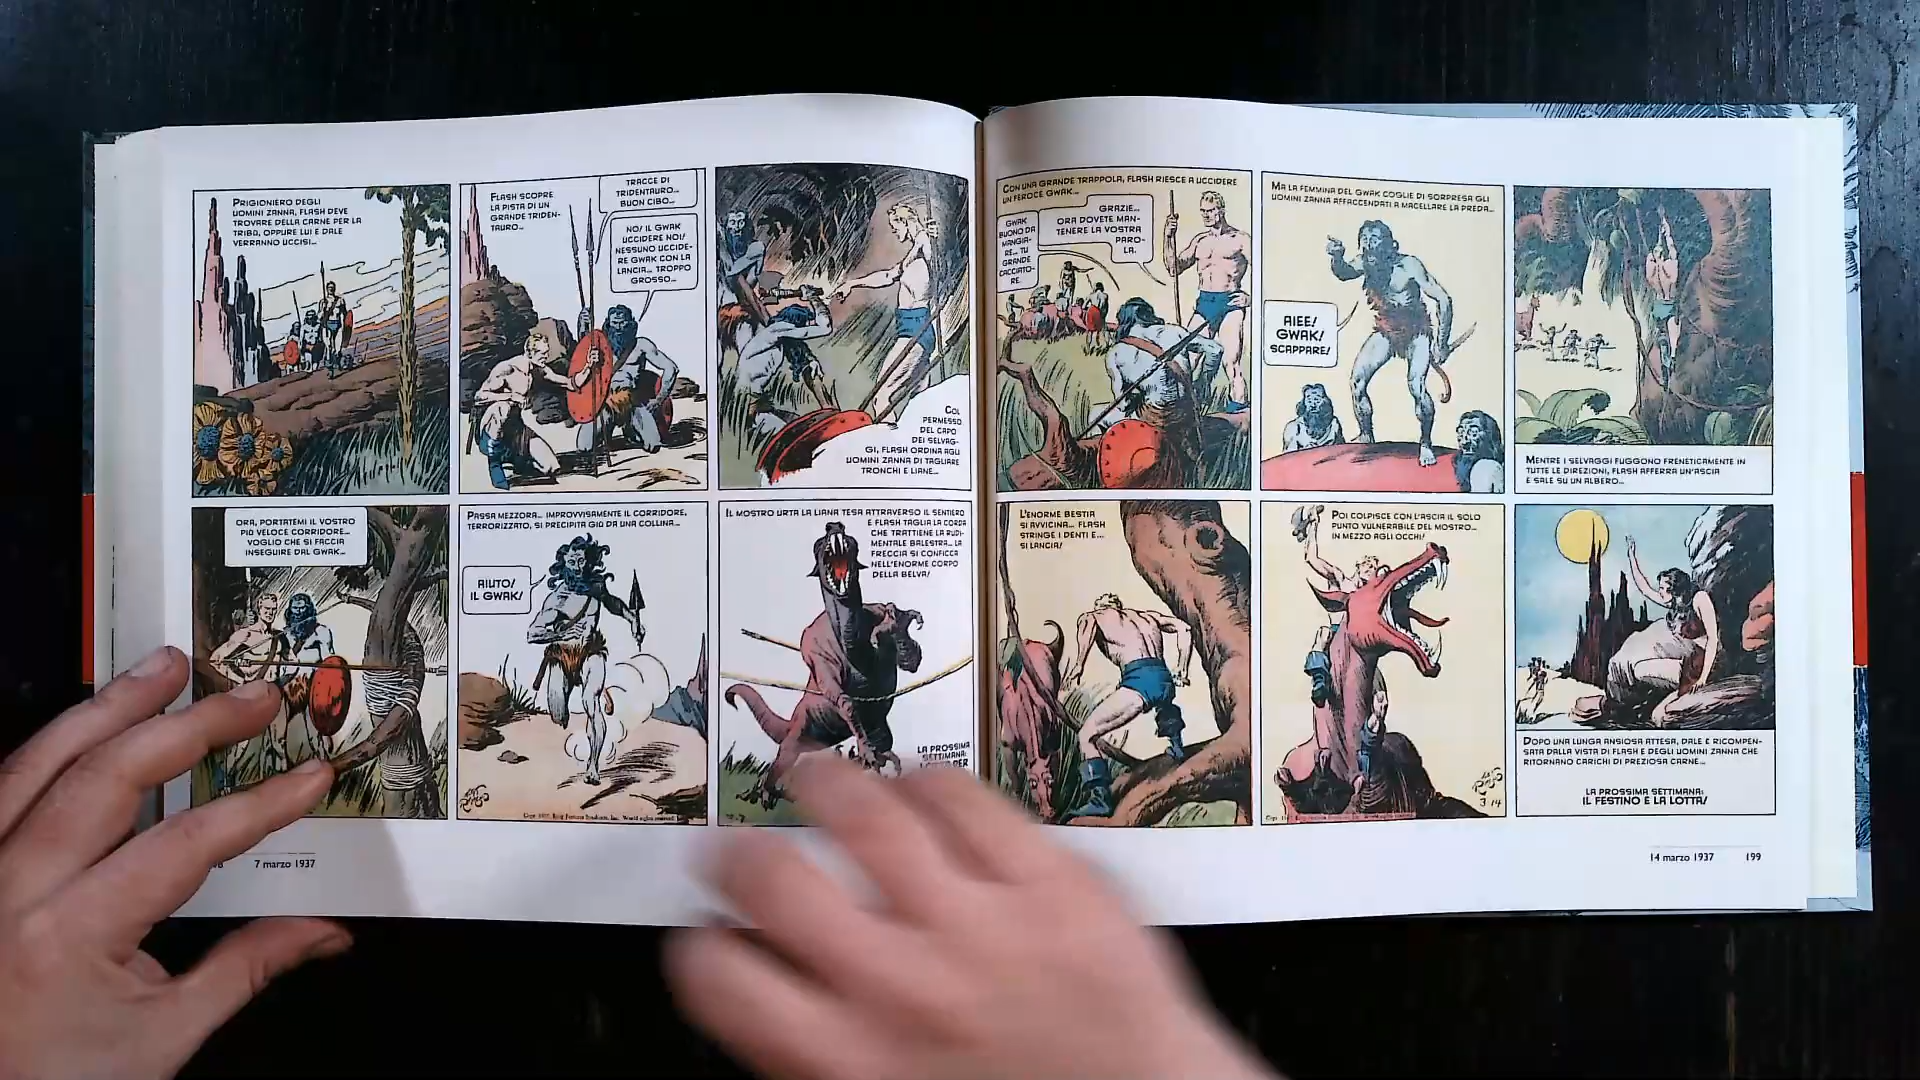 PRIGIONIERO DEGLI
UOMINI ZANNA, FLASH DEVE
TROVARE DELLA CARNE PER LA
TRIBÙ, OPPURE LUI E DALE
VERRANNO UCCISI...
FLASH SCOPRE
LA PISTA DI UN
GRANDE TRIDEN-
TAURO...
TRACCE DI
TRIDENTAURO...
BUON CIBO...
NO! IL GWAK
UCCIDERE NOI!
NESSUNO UCCIDE-
RE GWAK CON LA
LANCIA... TROPPO
GROSSO...
COL
PERMESSO
DEL CAPO
DEI SELVAG-
GI, FLASH ORDINA AGLI
UOMINI ZANNA DI TAGLIARE
TRONCHI E LIANE...
ORA, PORTATEMI IL VOSTRO
PIÙ VELOCE CORRIDORE...
VOGLIO CHE SI FACCIA
INSEGUIRE DAL GWAK...
PASSA MEZZORA... IMPROVVISAMENTE IL CORRIDORE,
TERRORIZZATO, SI PRECIPITA GIÙ DA UNA COLLINA...
AIUTO!
IL GWAK!
IL MOSTRO URTA LA LIANA TESA ATTRAVERSO IL SENTIERO
E FLASH TAGLIA LA CORDA
CHE TRATTIENE LA RUDI-
MENTALE BALESTRA... LA
FRECCIA SI CONFICCA
NELL'ENORME CORPO
DELLA BELVA!
LA PROSSIMA
SETTIMANA:
PER
7 marzo 1937
CON UNA GRANDE TRAPPOLA, FLASH RIESCE A UCCIDERE
UN FEROCE GWAK...
GWAK
BUONO DA
MANGIA-
RE... TU
GRANDE
CACCIATO-
RE.
GRAZIE...
ORA DOVETE MAN-
TENERE LA VOSTRA
PARO-
LA.
MA LA FEMMINA DEL GWAK COGLIE DI SORPRESA GLI
UOMINI ZANNA AFFACCENDATI A MACELLARE LA PREDA...
AIEE!
GWAK!
SCAPPARE!
MENTRE I SELVAGGI FUGGONO FRENETICAMENTE IN
TUTTE LE DIREZIONI, FLASH AFFERRA UN'ASCIA
E SALE SU UN ALBERO...
L'ENORME BESTIA
SI AVVICINA... FLASH
STRINGE I DENTI E...
SI LANCIA!
POI COLPISCE CON L'ASCIA IL SOLO
PUNTO VULNERABILE DEL MOSTRO...
IN MEZZO AGLI OCCHI!
3 14
DOPO UNA LUNGA ANSIOSA ATTESA, DALE È RICOMPEN-
SATA DALLA VISTA DI FLASH E DEGLI UOMINI ZANNA CHE
RITORNANO CARICHI DI PREZIOSA CARNE...
LA PROSSIMA SETTIMANA:
IL FESTINO E LA LOTTA!
14 marzo 1937 199